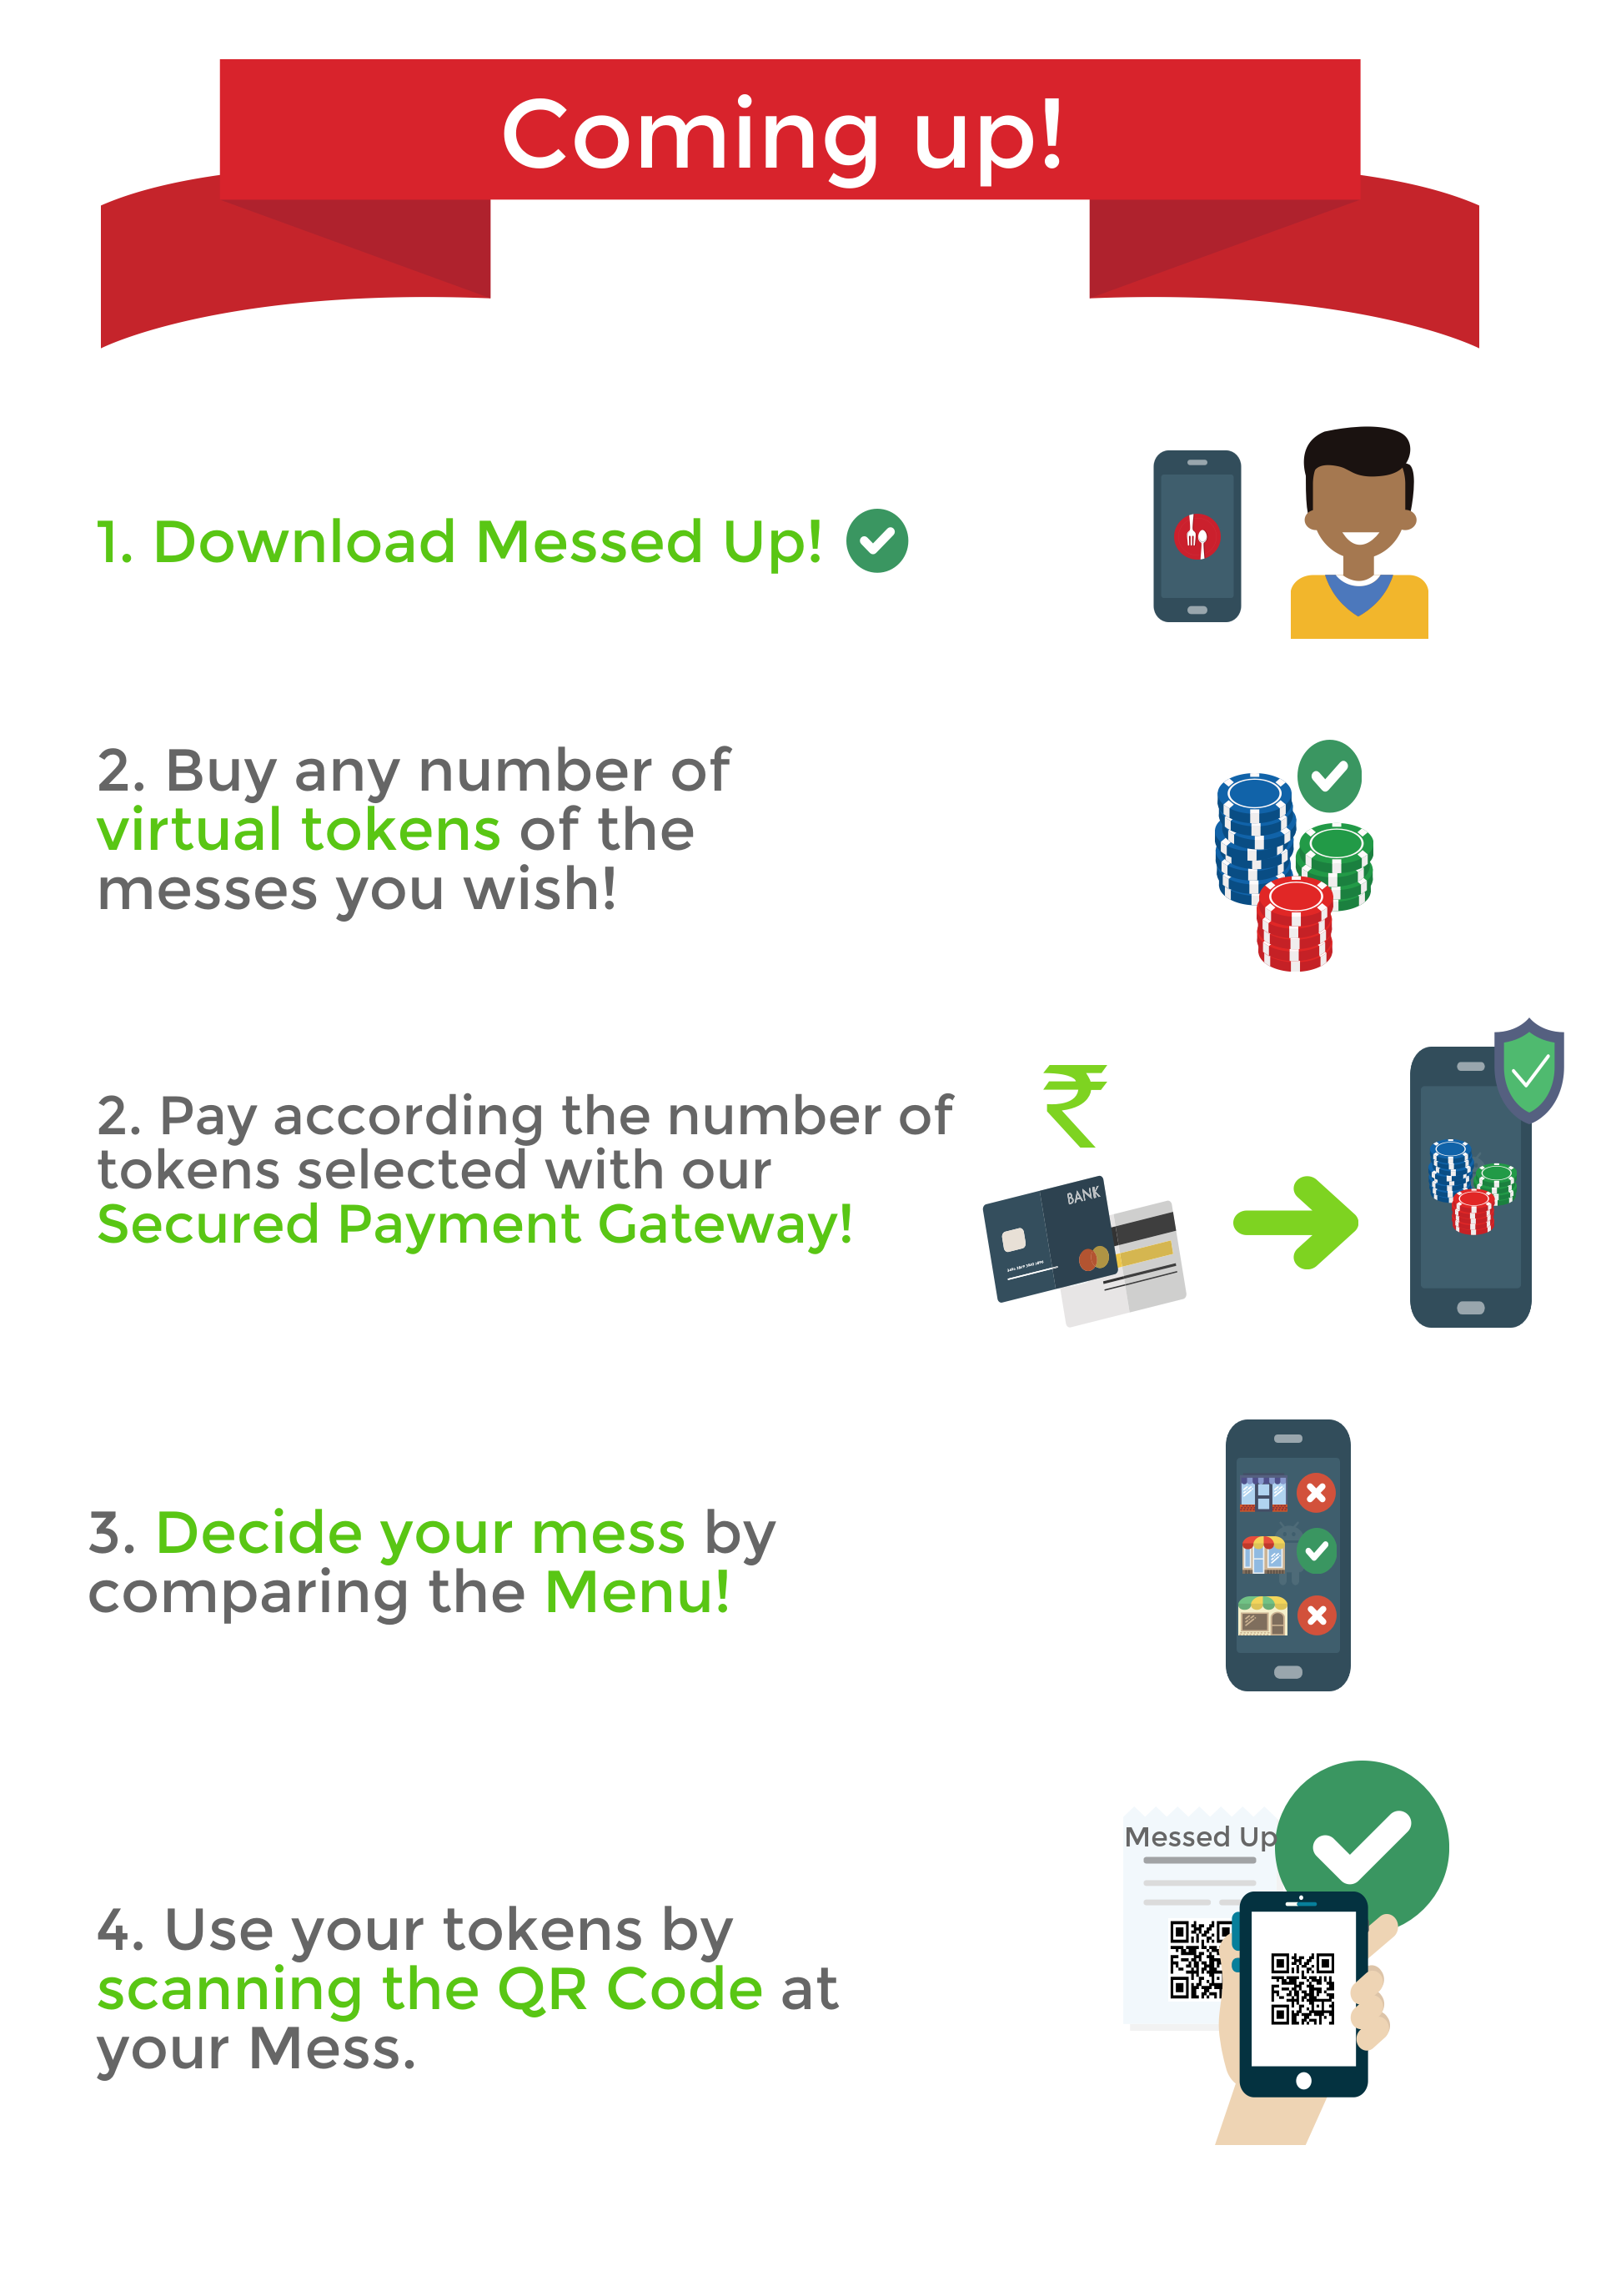 Coming up!
1. Download Messed Up!
2. Buy any number of
virtual tokens of the
messes you wish!
2. Pay according the number of
tokens selected with our
Secured Payment Gateway!
₹
BANK
3. Decide your mess by
comparing the Menu!
Messed Up
4. Use your tokens by
scanning the QR Code at
your Mess.